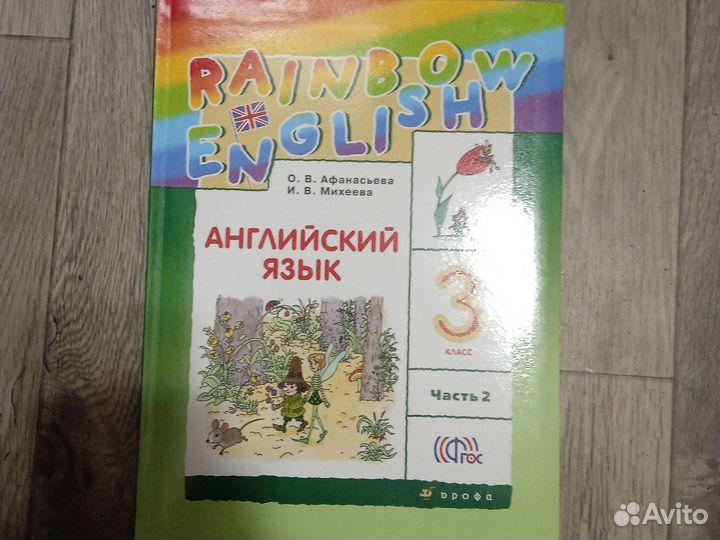 RAINBOW
ENGLISH
О. В. Афанасьева
И. В. Михеева
АНГЛИЙСКИЙ
ЯЗЫК
3
КЛАСС
Часть 2
ФГОС
дрофа
Avito